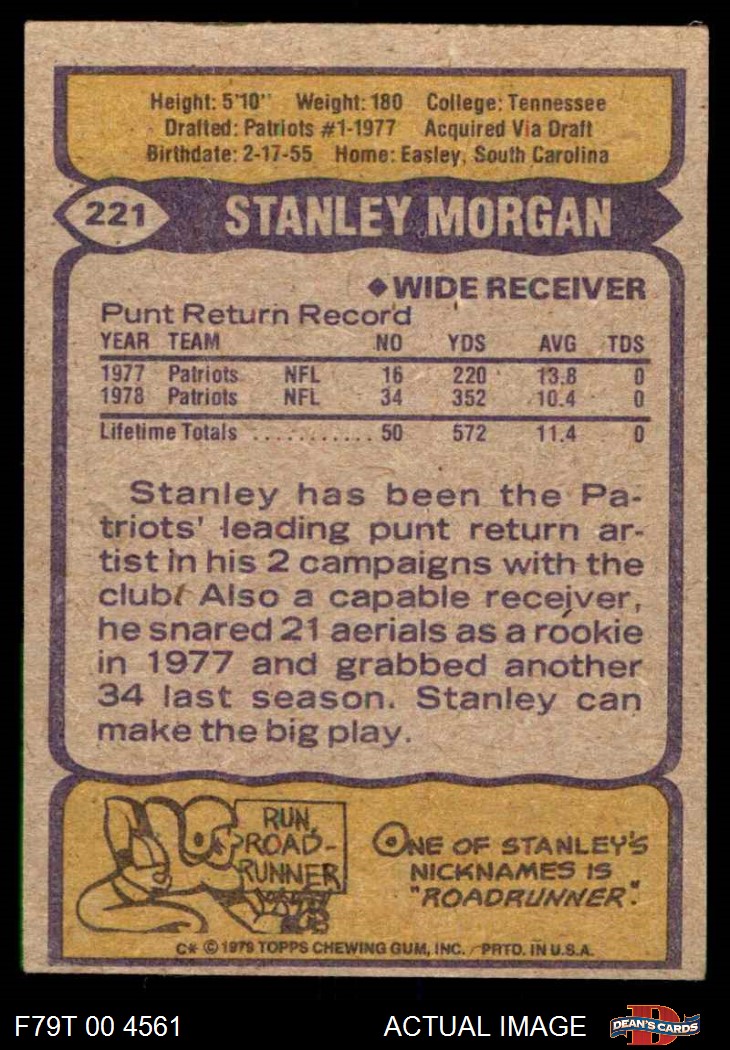 Height: 5'10" Weight: 180 College: Tennessee
Drafted: Patriots #1-1977 Acquired Via Draft
Birthdate: 2-17-55 Home: Easley, South Carolina
221 STANLEY MORGAN
◆ WIDE RECEIVER
Punt Return Record
YEAR TEAM NO YDS AVG TDS
1977 Patriots NFL 16 220 13.8 0
1978 Patriots NFL 34 352 10.4 0
Lifetime Totals ........... 50 572 11.4 0
Stanley has been the Pa-
triots' leading punt return ar-
tist in his 2 campaigns with the
club. Also a capable receiver,
he snared 21 aerials as a rookie
in 1977 and grabbed another
34 last season. Stanley can
make the big play.
RUN,
ROAD-
RUNNER
ONE OF STANLEY'S
NICKNAMES IS
"ROADRUNNER".
C* © 1979 TOPPS CHEWING GUM, INC. PRTD. IN U.S.A.
F79T 00 4561 ACTUAL IMAGE DEAN'S CARDS